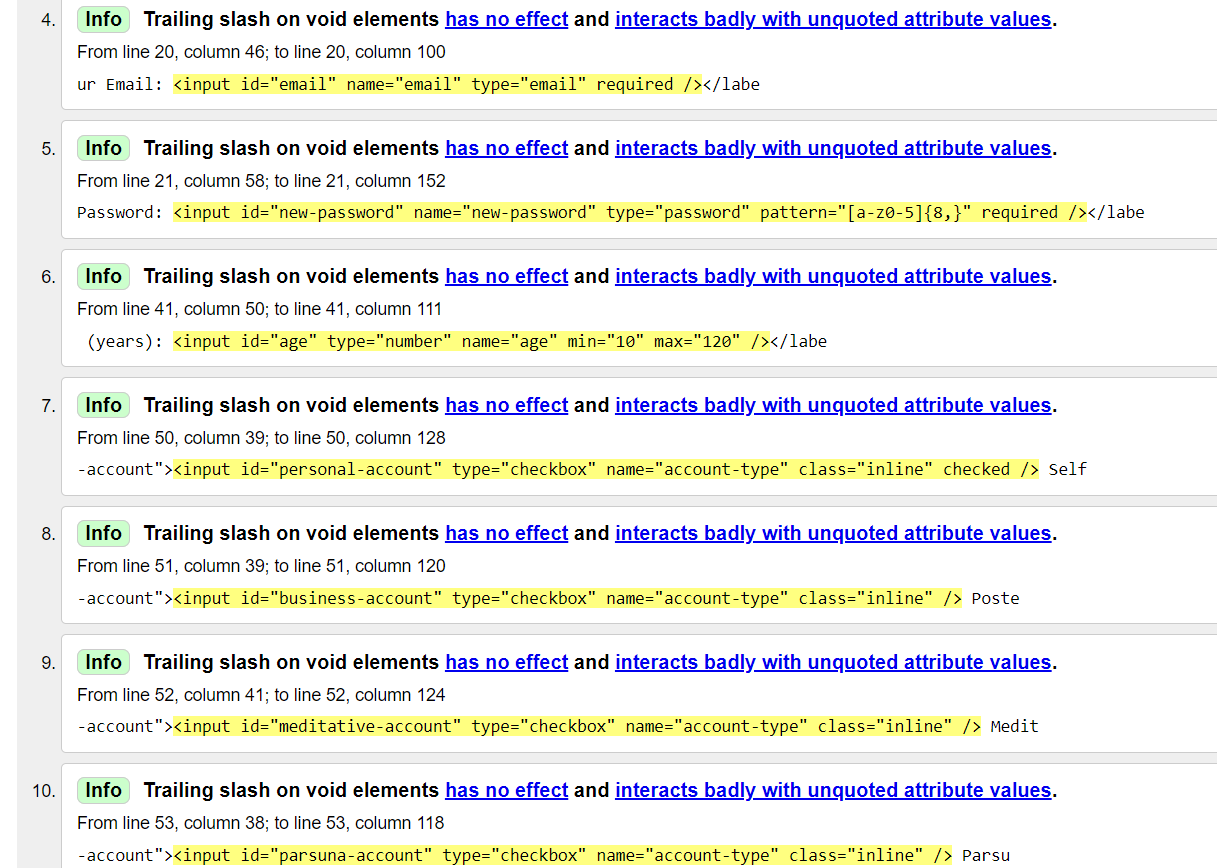 4. Info Trailing slash on void elements has no effect and interacts badly with unquoted attribute values.
From line 20, column 46; to line 20, column 100
ur Email: <input id="email" name="email" type="email" required /></labe
5. Info Trailing slash on void elements has no effect and interacts badly with unquoted attribute values.
From line 21, column 58; to line 21, column 152
Password: <input id="new-password" name="new-password" type="password" pattern="[a-z0-5]{8,}" required /></labe
6. Info Trailing slash on void elements has no effect and interacts badly with unquoted attribute values.
From line 41, column 50; to line 41, column 111
(years): <input id="age" type="number" name="age" min="10" max="120" /></labe
7. Info Trailing slash on void elements has no effect and interacts badly with unquoted attribute values.
From line 50, column 39; to line 50, column 128
-account"><input id="personal-account" type="checkbox" name="account-type" class="inline" checked /> Self
8. Info Trailing slash on void elements has no effect and interacts badly with unquoted attribute values.
From line 51, column 39; to line 51, column 120
-account"><input id="business-account" type="checkbox" name="account-type" class="inline" /> Poste
9. Info Trailing slash on void elements has no effect and interacts badly with unquoted attribute values.
From line 52, column 41; to line 52, column 124
-account"><input id="meditative-account" type="checkbox" name="account-type" class="inline" /> Medit
10. Info Trailing slash on void elements has no effect and interacts badly with unquoted attribute values.
From line 53, column 38; to line 53, column 118
-account"><input id="parsuna-account" type="checkbox" name="account-type" class="inline" /> Parsu